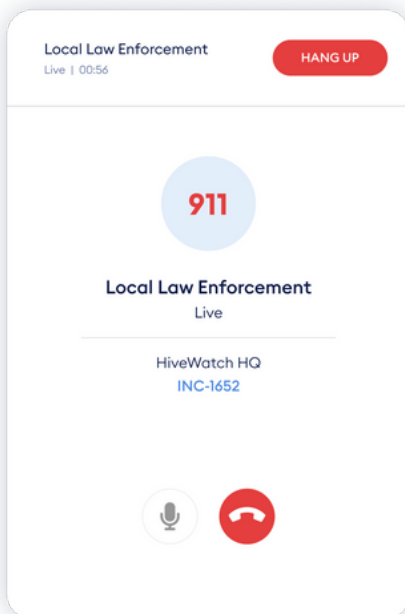 Local Law Enforcement
HANG UP
Live | 00:56
911
Local Law Enforcement
Live
HiveWatch HQ
INC-1652